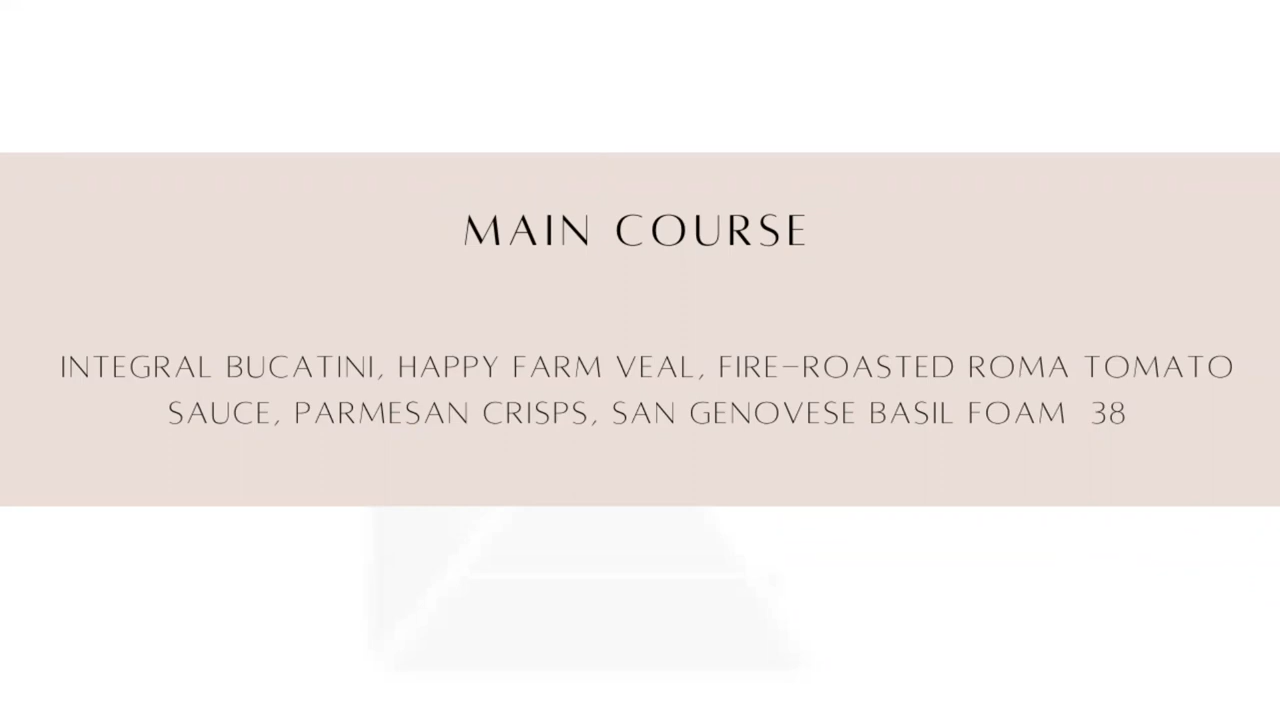 MAIN COURSE
INTEGRAL BUCATINI, HAPPY FARM VEAL, FIRE-ROASTED ROMA TOMATO
SAUCE, PARMESAN CRISPS, SAN GENOVESE BASIL FOAM 38